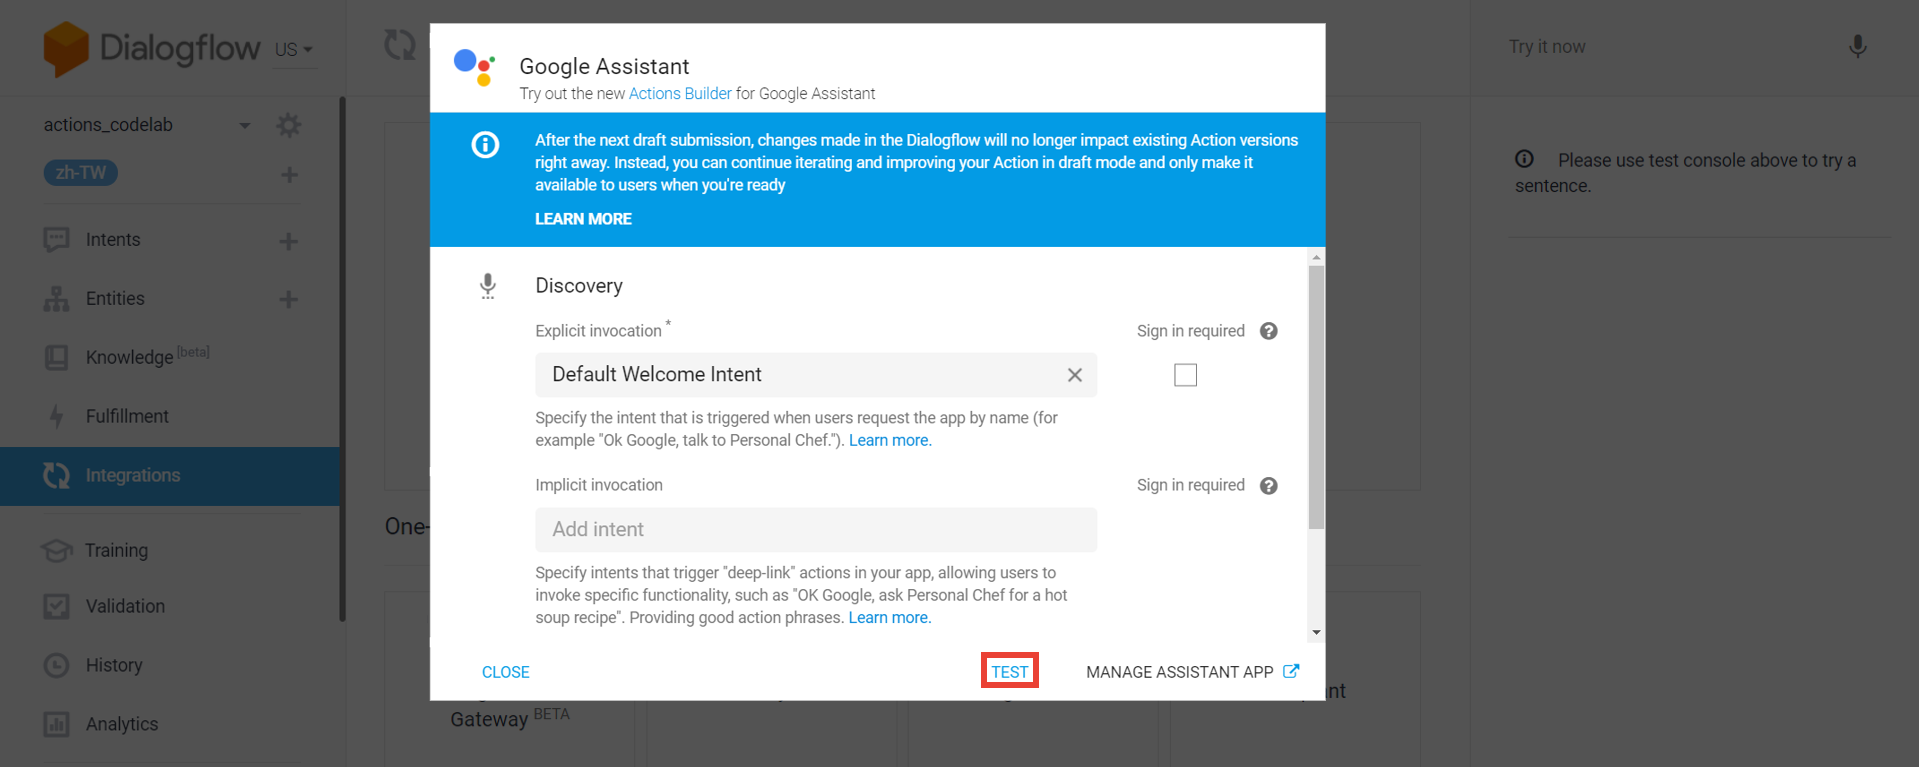 Dialogflow
US
Try it now
actions_codelab
zh-TW
Intents
Entities
Knowledge [beta]
Fulfillment
Integrations
Training
Validation
History
Analytics
Google Assistant
Try out the new Actions Builder for Google Assistant
After the next draft submission, changes made in the Dialogflow will no longer impact existing Action versions
right away. Instead, you can continue iterating and improving your Action in draft mode and only make it
available to users when you're ready
LEARN MORE
Discovery
Explicit invocation *
Sign in required
Default Welcome Intent
Specify the intent that is triggered when users request the app by name (for
example "Ok Google, talk to Personal Chef."). Learn more.
Implicit invocation
Sign in required
Add intent
Specify intents that trigger "deep-link" actions in your app, allowing users to
invoke specific functionality, such as "OK Google, ask Personal Chef for a hot
soup recipe". Providing good action phrases. Learn more.
CLOSE
TEST
MANAGE ASSISTANT APP
One-
Gateway BETA
nt
Please use test console above to try a
sentence.